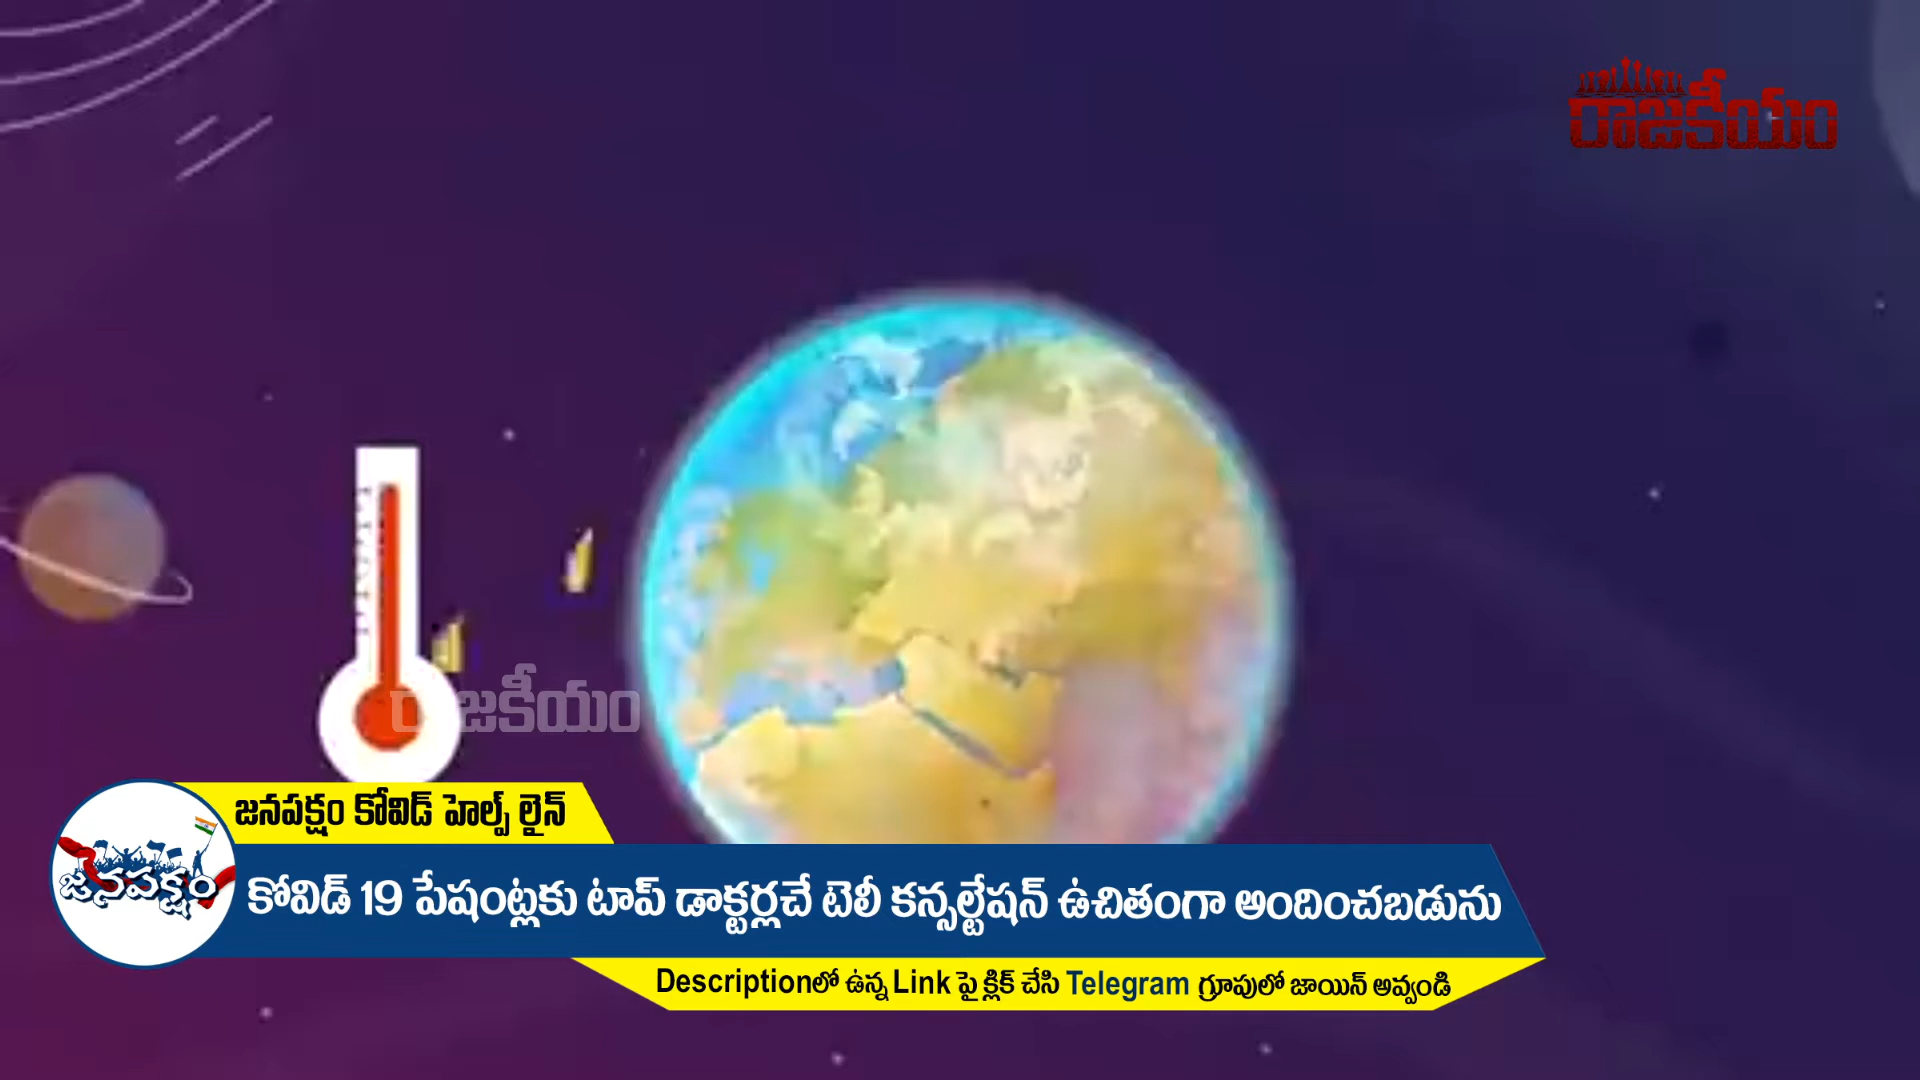 రాజకీయం
రాజకీయం
జనపక్షం కోవిడ్ హెల్ప్ లైన్
జనపక్షం
కోవిడ్ 19 పేషంట్లకు టాప్ డాక్టర్లచే టెలీ కన్సల్టేషన్ ఉచితంగా అందించబడును
Descriptionలో ఉన్న Link పై క్లిక్ చేసి Telegram గ్రూపులో జాయిన్ అవ్వండి